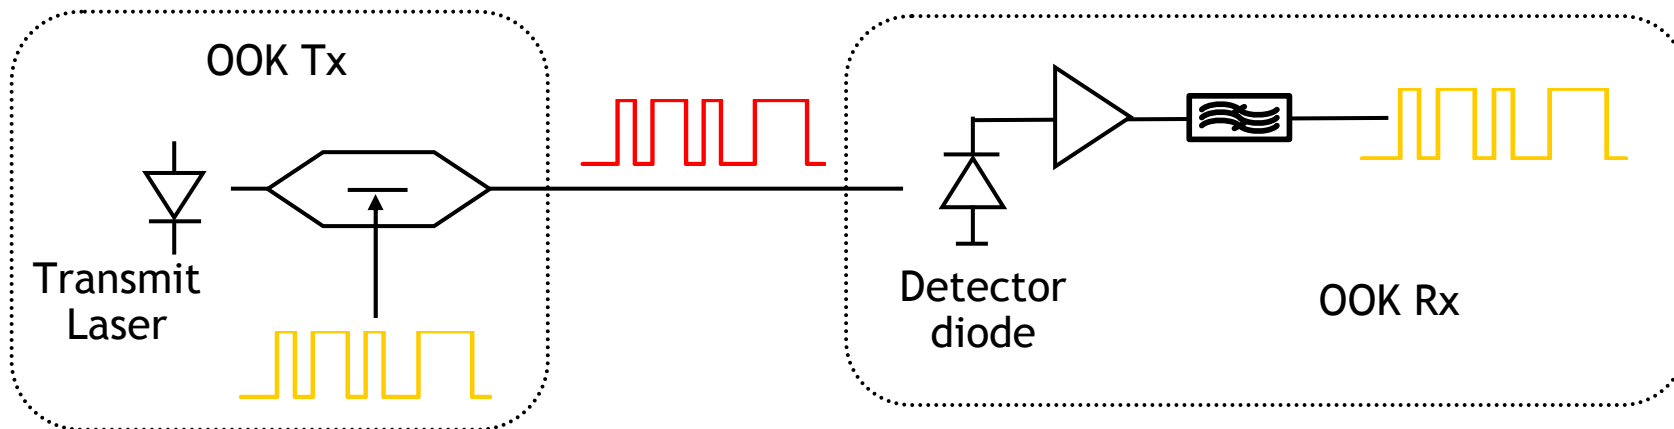 OOK Tx
Transmit
Laser
Detector
diode
OOK Rx